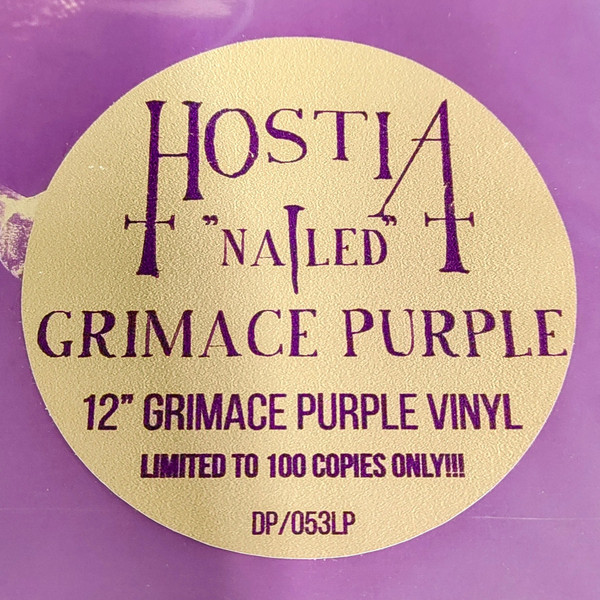 HOSTIA
"NAILED"
GRIMACE PURPLE
12" GRIMACE PURPLE VINYL
LIMITED TO 100 COPIES ONLY!!!
DP/053LP